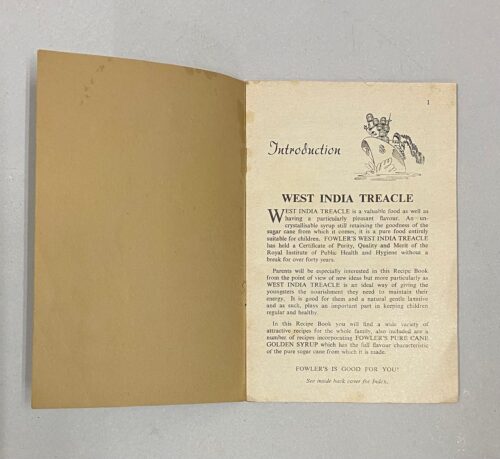 1
Introduction
WEST INDIA TREACLE
WEST INDIA TREACLE is a valuable food as well as
having a particularly pleasant flavour. An un-
crystallisable syrup still retaining the goodness of the
sugar cane from which it comes, it is a pure food entirely
suitable for children. FOWLER'S WEST INDIA TREACLE
has held a Certificate of Purity, Quality and Merit of the
Royal Institute of Public Health and Hygiene without a
break for over forty years.
Parents will be especially interested in this Recipe Book
from the point of view of new ideas but more particularly as
WEST INDIA TREACLE is an ideal way of giving the
youngsters the nourishment they need to maintain their
energy. It is good for them and a natural gentle laxative
and as such, plays an important part in keeping children
regular and healthy.
In this Recipe Book you will find a wide variety of
attractive recipes for the whole family, also included are a
number of recipes incorporating FOWLER'S PURE CANE
GOLDEN SYRUP which has the full flavour characteristic
of the pure sugar cane from which it is made.
FOWLER'S IS GOOD FOR YOU!
See inside back cover for Index.